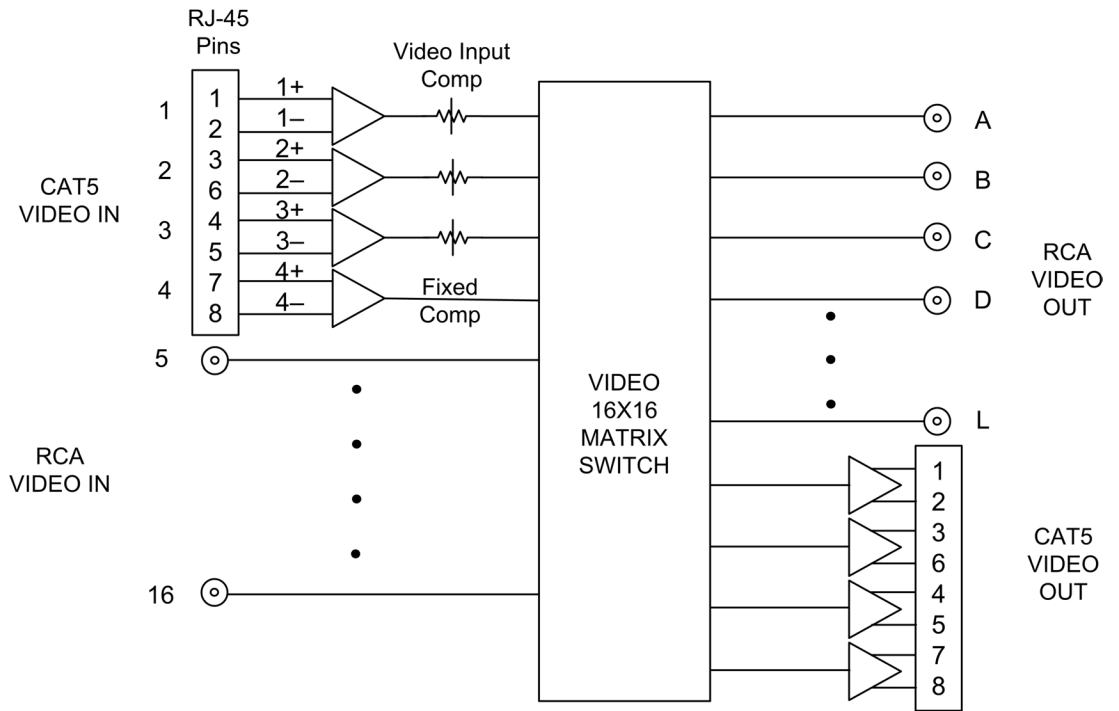 RJ-45
Pins
Video Input
Comp
CAT5
VIDEO IN
1
2
3
4
1
2
3
6
4
5
7
8
1+
1–
2+
2–
3+
3–
4+
4–
Fixed
Comp
5
RCA
VIDEO IN
16
VIDEO
16X16
MATRIX
SWITCH
A
B
C
D
L
RCA
VIDEO
OUT
1
2
3
6
4
5
7
8
CAT5
VIDEO
OUT